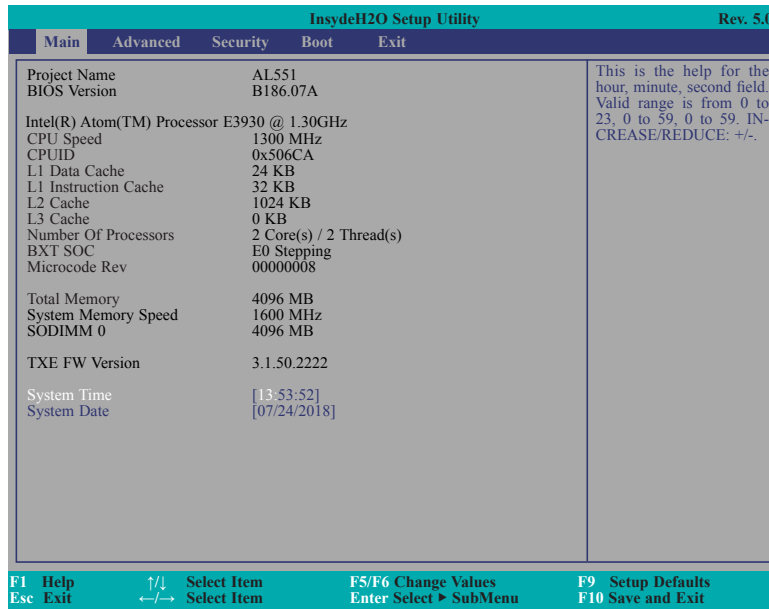 InsydeH2O Setup Utility Rev. 5.0
Main Advanced Security Boot Exit
Project Name AL551
BIOS Version B186.07A
Intel(R) Atom(TM) Processor E3930 @ 1.30GHz
CPU Speed 1300 MHz
CPUID 0x506CA
L1 Data Cache 24 KB
L1 Instruction Cache 32 KB
L2 Cache 1024 KB
L3 Cache 0 KB
Number Of Processors 2 Core(s) / 2 Thread(s)
BXT SOC E0 Stepping
Microcode Rev 00000008
Total Memory 4096 MB
System Memory Speed 1600 MHz
SODIMM 0 4096 MB
TXE FW Version 3.1.50.2222
System Time [13:53:52]
System Date [07/24/2018]
This is the help for the
hour, minute, second field.
Valid range is from 0 to
23, 0 to 59, 0 to 59. IN-
CREASE/REDUCE: +/-.
F1 Help ↑/↓ Select Item F5/F6 Change Values F9 Setup Defaults
Esc Exit ←/→ Select Item Enter Select ► SubMenu F10 Save and Exit